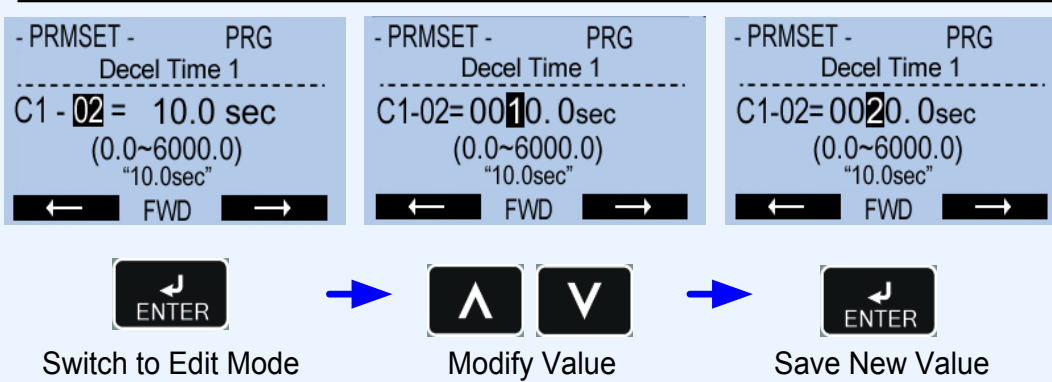 - PRMSET - PRG
Decel Time 1
C1 - 02 = 10.0 sec
(0.0~6000.0)
“10.0sec”
← FWD →
- PRMSET - PRG
Decel Time 1
C1-02= 0010. 0sec
(0.0~6000.0)
“10.0sec”
← FWD →
- PRMSET - PRG
Decel Time 1
C1-02= 0020. 0sec
(0.0~6000.0)
“10.0sec”
← FWD →
ENTER
Switch to Edit Mode
Modify Value
ENTER
Save New Value